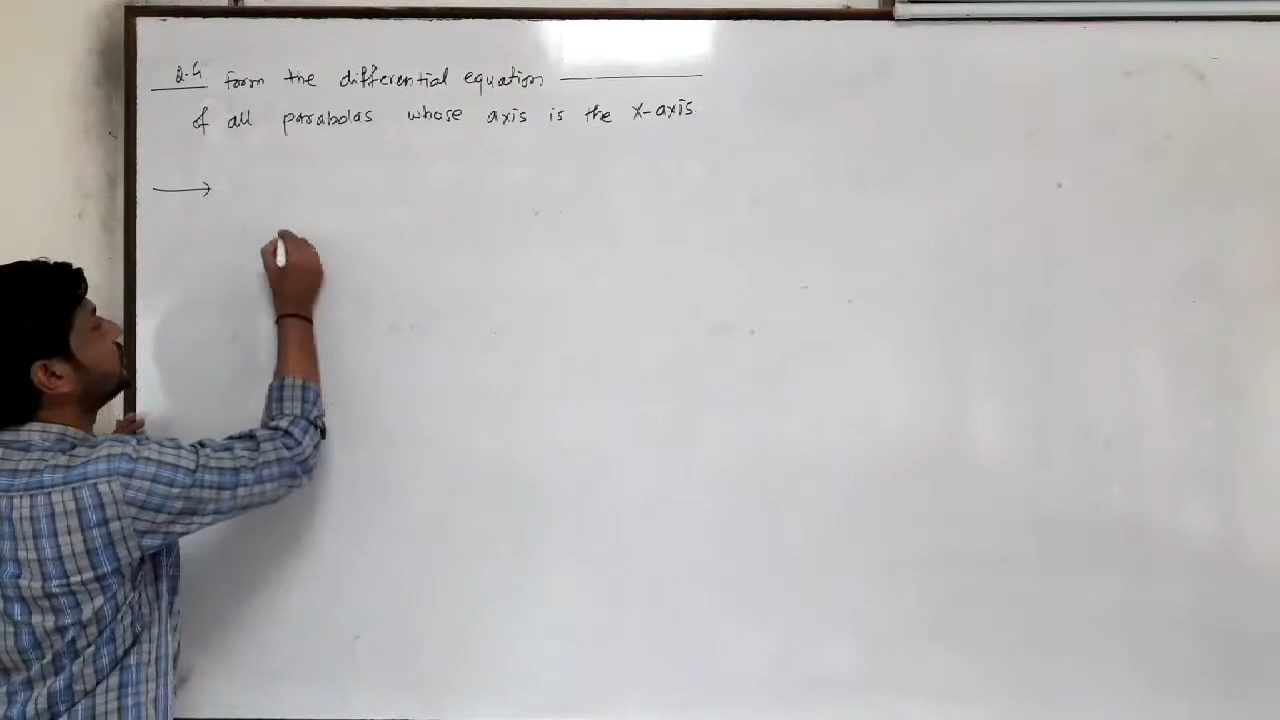 Q-4 form the differential equation
of all parabolas whose axis is the x-axis